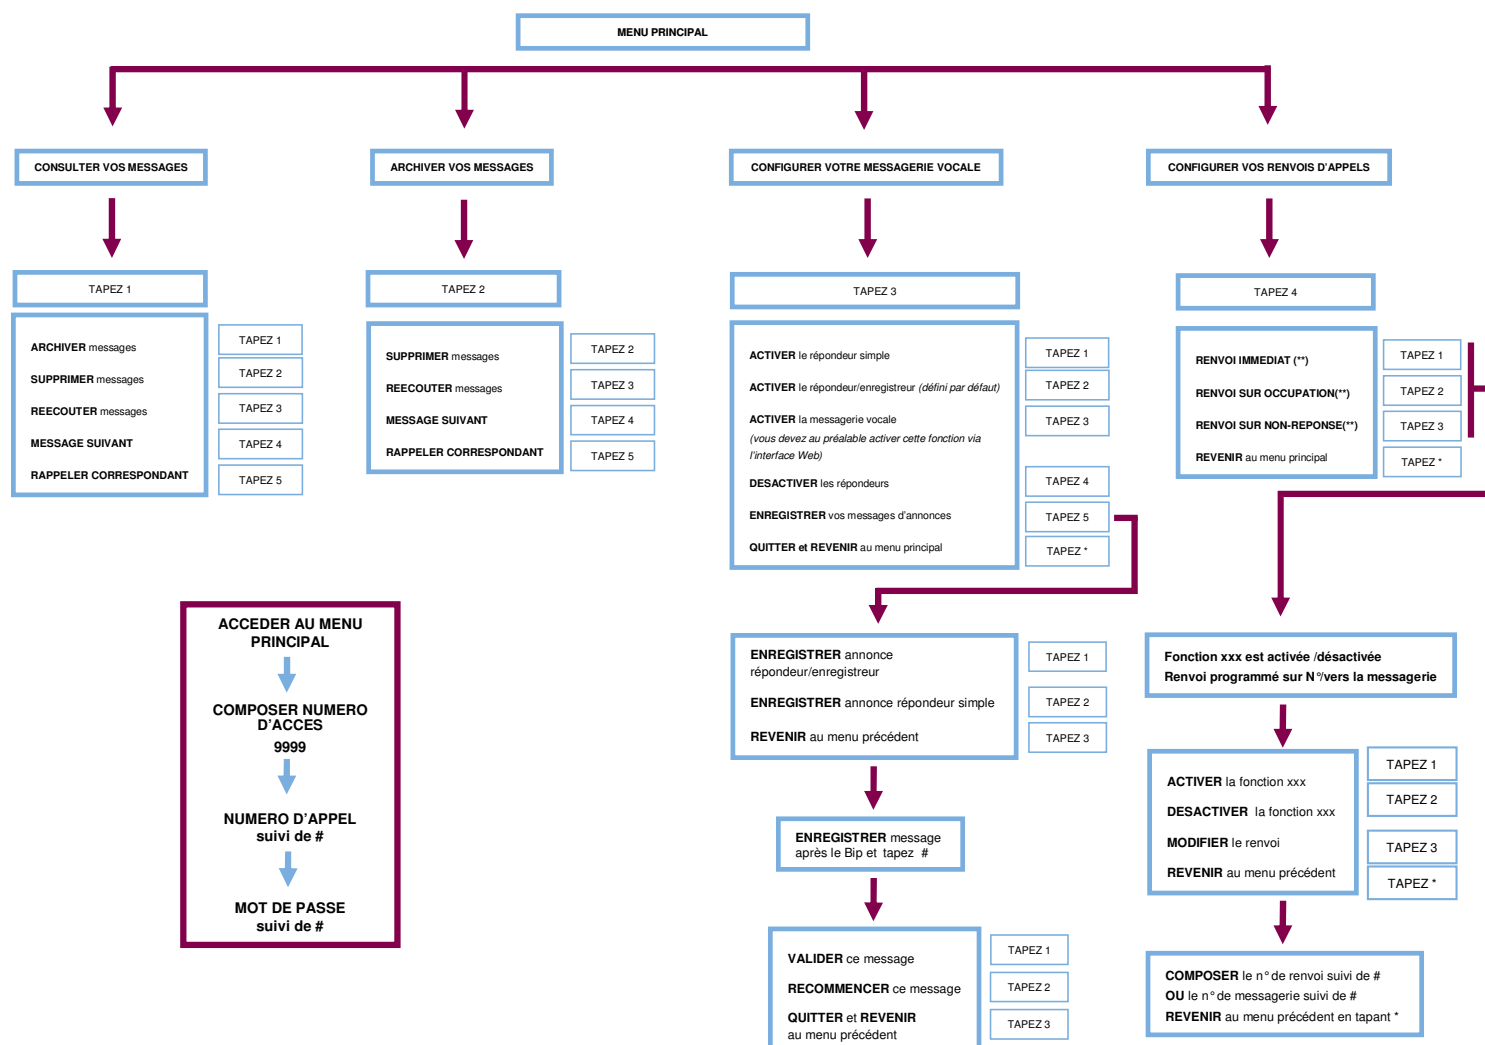 MENU PRINCIPAL
CONSULTER VOS MESSAGES
TAPEZ 1
ARCHIVER messages TAPEZ 1
SUPPRIMER messages TAPEZ 2
REECOUTER messages TAPEZ 3
MESSAGE SUIVANT TAPEZ 4
RAPPELER CORRESPONDANT TAPEZ 5
ARCHIVER VOS MESSAGES
TAPEZ 2
SUPPRIMER messages TAPEZ 2
REECOUTER messages TAPEZ 3
MESSAGE SUIVANT TAPEZ 4
RAPPELER CORRESPONDANT TAPEZ 5
CONFIGURER VOTRE MESSAGERIE VOCALE
TAPEZ 3
ACTIVER le répondeur simple TAPEZ 1
ACTIVER le répondeur/enregistreur (défini par défaut) TAPEZ 2
ACTIVER la messagerie vocale TAPEZ 3
(vous devez au préalable activer cette fonction via
l'interface Web)
DESACTIVER les répondeurs TAPEZ 4
ENREGISTRER vos messages d'annonces TAPEZ 5
QUITTER et REVENIR au menu principal TAPEZ *
ENREGISTRER annonce TAPEZ 1
répondeur/enregistreur
ENREGISTRER annonce répondeur simple TAPEZ 2
REVENIR au menu précédent TAPEZ 3
ENREGISTRER message
après le Bip et tapez #
VALIDER ce message TAPEZ 1
RECOMMENCER ce message TAPEZ 2
QUITTER et REVENIR TAPEZ 3
au menu précédent
CONFIGURER VOS RENVOIS D'APPELS
TAPEZ 4
RENVOI IMMEDIAT (**) TAPEZ 1
RENVOI SUR OCCUPATION(**) TAPEZ 2
RENVOI SUR NON-REPONSE(**) TAPEZ 3
REVENIR au menu principal TAPEZ *
Fonction xxx est activée /désactivée
Renvoi programmé sur N°/vers la messagerie
ACTIVER la fonction xxx TAPEZ 1
DESACTIVER la fonction xxx TAPEZ 2
MODIFIER le renvoi TAPEZ 3
REVENIR au menu précédent TAPEZ *
COMPOSER le n° de renvoi suivi de #
OU le n° de messagerie suivi de #
REVENIR au menu précédent en tapant *
ACCEDER AU MENU
PRINCIPAL
COMPOSER NUMERO
D'ACCES
9999
NUMERO D'APPEL
suivi de #
MOT DE PASSE
suivi de #